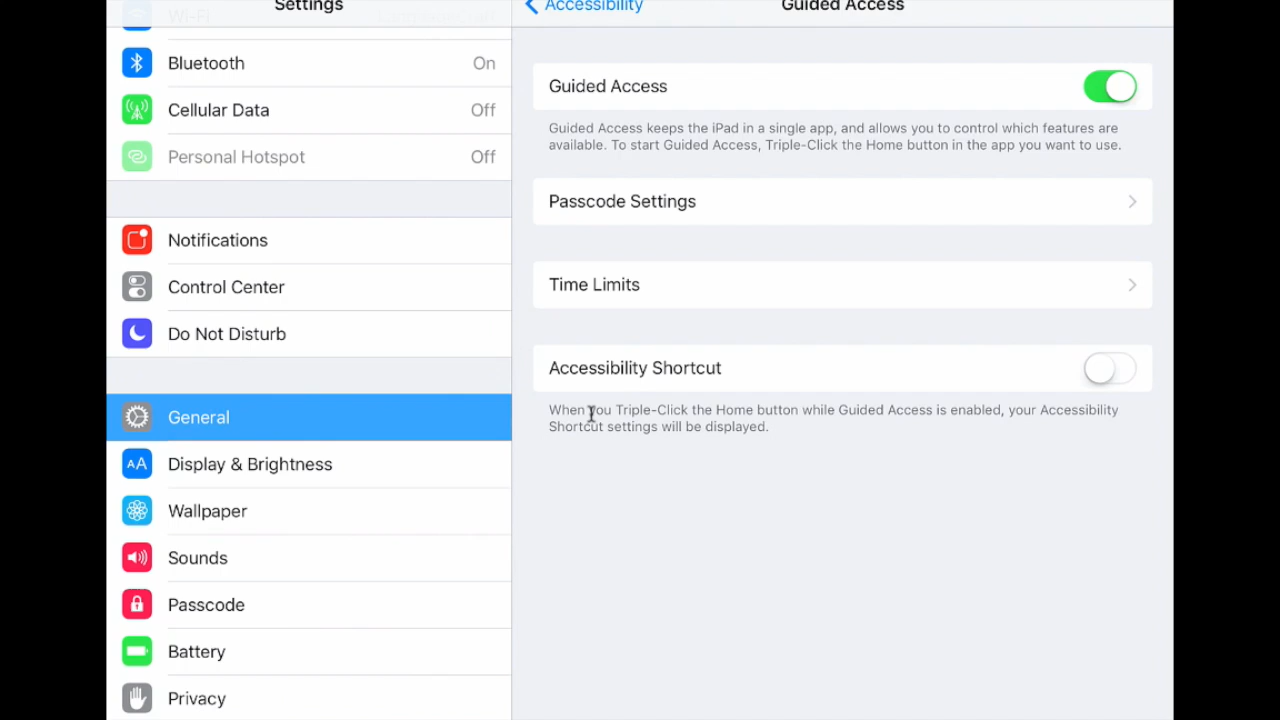 Settings
Wi-Fi
Bluetooth On
Cellular Data Off
Personal Hotspot Off
Notifications
Control Center
Do Not Disturb
General
AA Display & Brightness
Wallpaper
Sounds
Passcode
Battery
Privacy
Accessibility Guided Access
Guided Access
Guided Access keeps the iPad in a single app, and allows you to control which features are
available. To start Guided Access, Triple-Click the Home button in the app you want to use.
Passcode Settings
Time Limits
Accessibility Shortcut
When you Triple-Click the Home button while Guided Access is enabled, your Accessibility
Shortcut settings will be displayed.